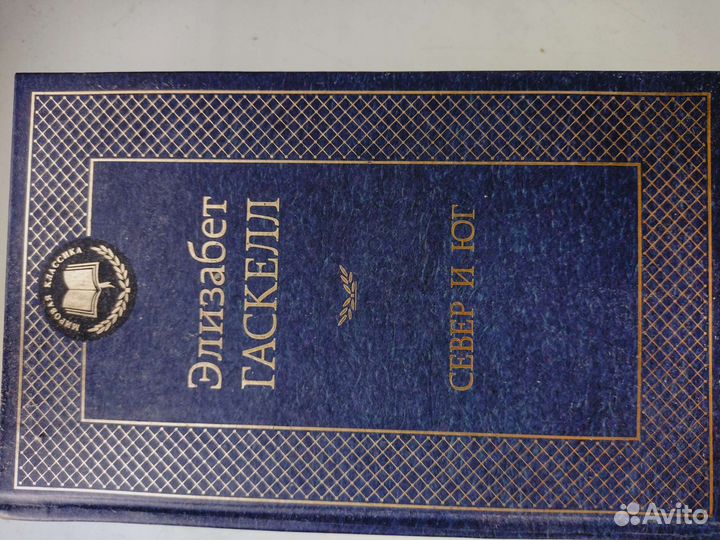 МИРОВАЯ КЛАССИКА
Элизабет
ГАСКЕЛЛ
СЕВЕР И ЮГ
Avito